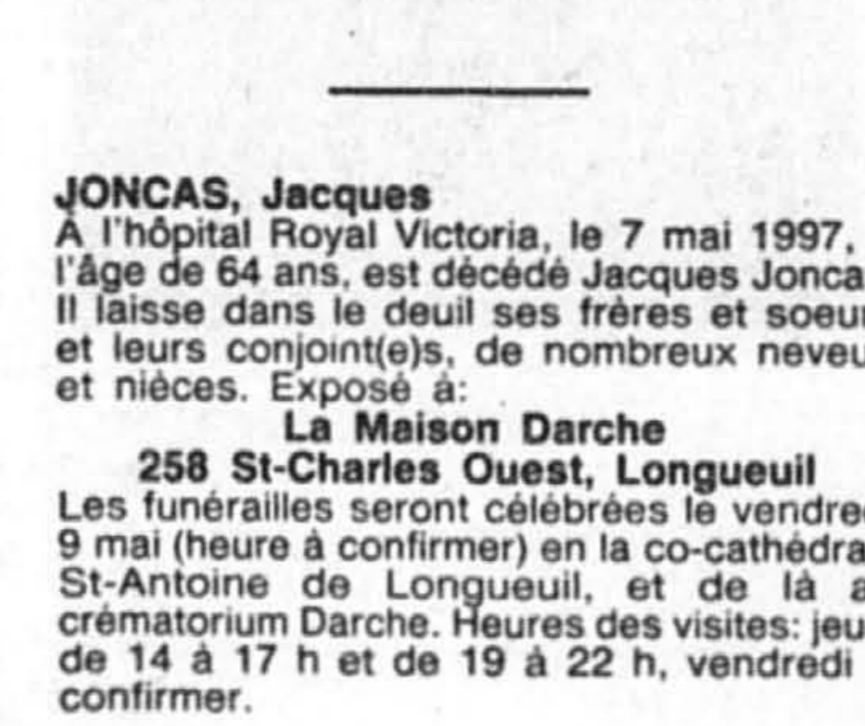 JONCAS, Jacques
À l'hôpital Royal Victoria, le 7 mai 1997,
l'âge de 64 ans, est décédé Jacques Jonca
Il laisse dans le deuil ses frères et soeur
et leurs conjoint(e)s, de nombreux neveu
et nièces. Exposé à:
La Maison Darche
258 St-Charles Ouest, Longueuil
Les funérailles seront célébrées le vendre
9 mai (heure à confirmer) en la co-cathédra
St-Antoine de Longueuil, et de là a
crématorium Darche. Heures des visites: jeu
de 14 à 17 h et de 19 à 22 h, vendredi
confirmer.